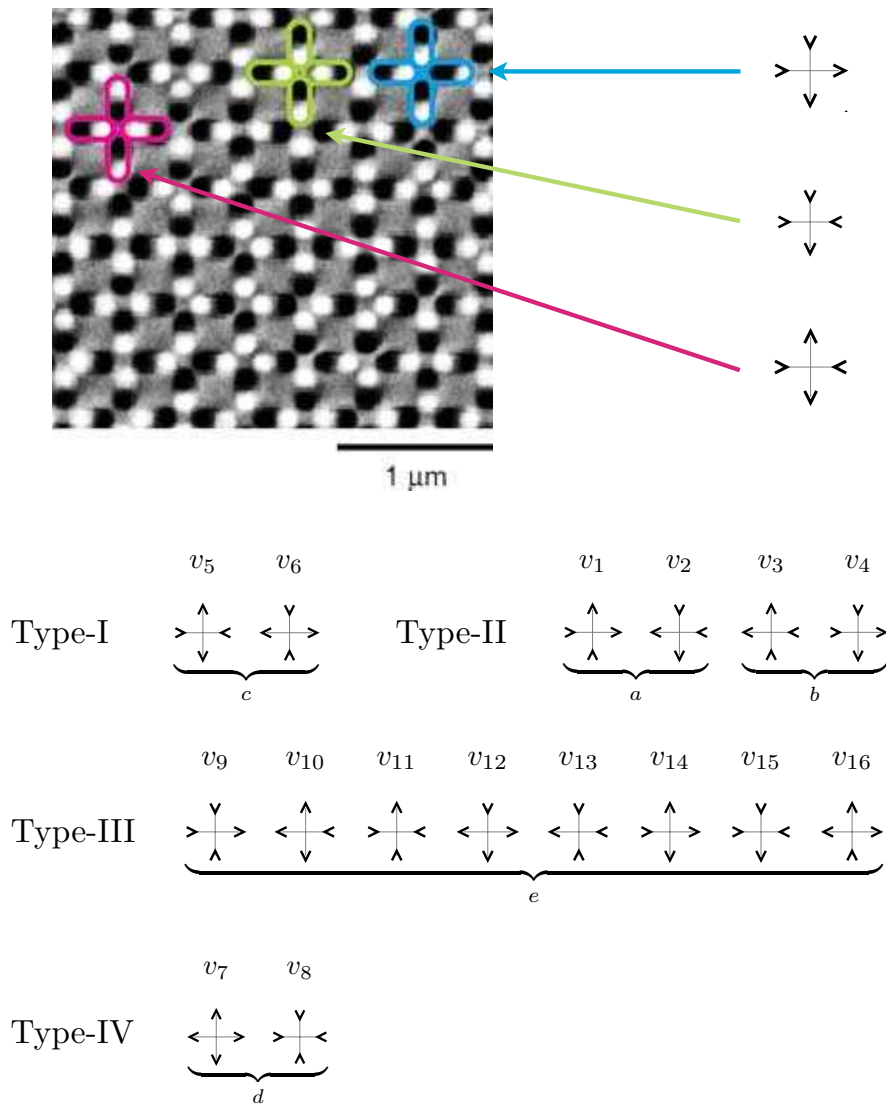 1 μm
v5 v6 v1 v2 v3 v4
Type-I Type-II
c a b
v9 v10 v11 v12 v13 v14 v15 v16
Type-III
e
v7 v8
Type-IV
d